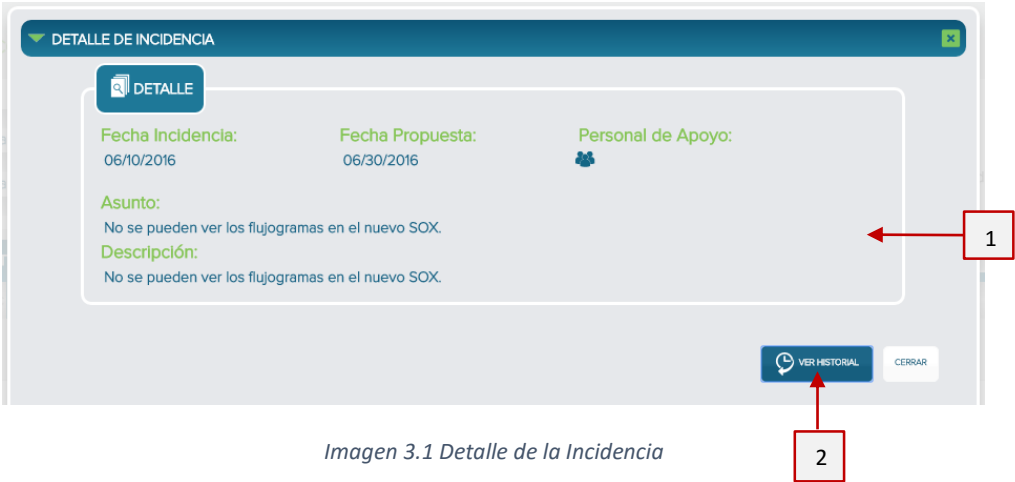 DETALLE DE INCIDENCIA
DETALLE
Fecha Incidencia: Fecha Propuesta: Personal de Apoyo:
06/10/2016 06/30/2016
Asunto:
No se pueden ver los flujogramas en el nuevo SOX.
1
Descripción:
No se pueden ver los flujogramas en el nuevo SOX.
VER HISTORIAL CERRAR
Imagen 3.1 Detalle de la Incidencia
2